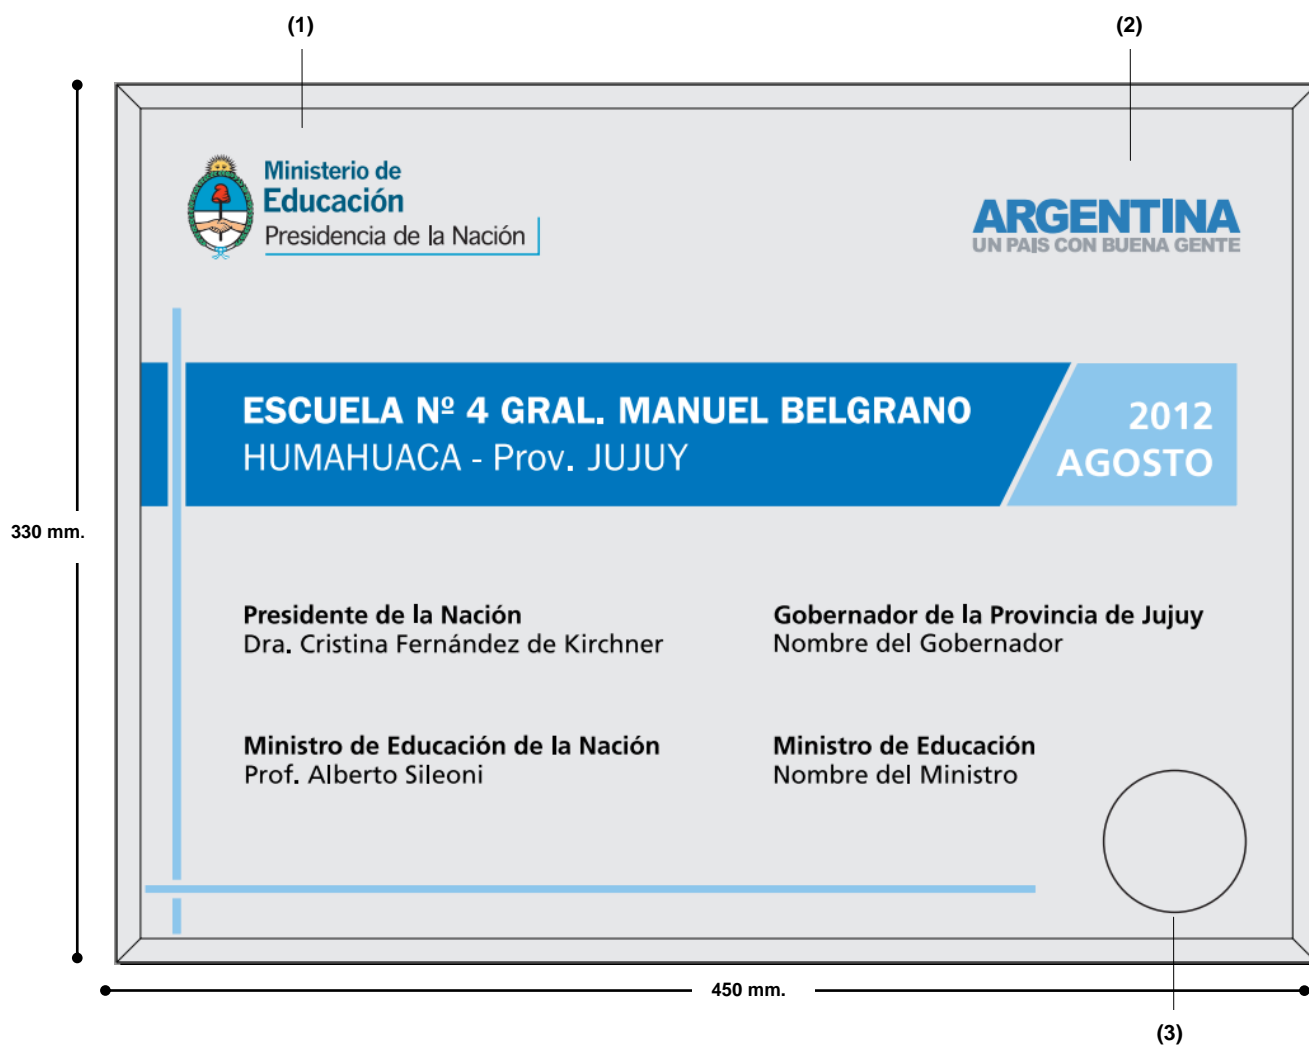 (1)
(2)
Ministerio de
Educación
Presidencia de la Nación
ARGENTINA
UN PAIS CON BUENA GENTE
ESCUELA Nº 4 GRAL. MANUEL BELGRANO
HUMAHUACA - Prov. JUJUY
2012
AGOSTO
330 mm.
Presidente de la Nación
Dra. Cristina Fernández de Kirchner
Gobernador de la Provincia de Jujuy
Nombre del Gobernador
Ministro de Educación de la Nación
Prof. Alberto Sileoni
Ministro de Educación
Nombre del Ministro
450 mm.
(3)